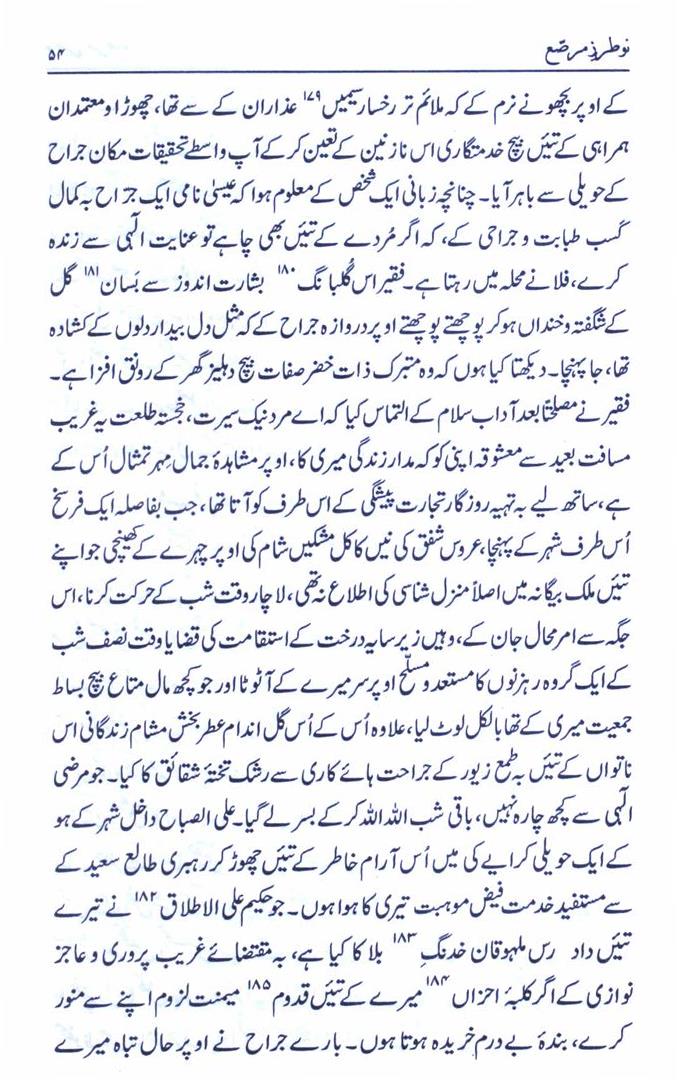 نو طرزِ مرصّع ۵۴
کے اوپر بچھونے نرم کے کہ ملائم تر رخسار سیمیں ۱۷۹ عذاران کے سے تھا، چھوڑا و معتمدان
ہمراہی کے تئیں بیچ خدمتگاری اس نازنین کے تعین کر کے آپ واسطے تحقیقات مکان جراح
کے حویلی سے باہر آیا۔ چنانچہ زبانی ایک شخص کے معلوم ہوا کہ عیسیٰ نامی ایک جرّاح بہ کمال
کسب طبابت و جراحی کے، کہ اگر مُردے کے تئیں بھی چاہے تو عنایت الٰہی سے زندہ
کرے، فلانے محلہ میں رہتا ہے۔ فقیر اس گُلبانگ ۱۸۰ بشارت اندوز سے بَسان ۱۸۱ گل
کے شگفتہ و خنداں ہو کر پوچھتے پوچھتے اوپر دروازہ جراح کے کہ مثل دل بیدار دلوں کے کشادہ
تھا، جا پہنچا۔ دیکھتا کیا ہوں کہ وہ متبرک ذات خضر صفات بیچ دہلیز گھر کے رونق افزا ہے۔
فقیر نے مصلحتاً بعد آداب سلام کے التماس کیا کہ اے مرد نیک سیرت، خجستہ طلعت یہ غریب
مسافت بعید سے معشوقہ اپنی کو کہ مدار زندگی میری کا، اوپر مشاہدۂ جمال مِہر تمثال اُس کے
ہے، ساتھ لیے بہ تہیہ روزگار تجارت پیشگی کے اس طرف کو آتا تھا، جب بفاصلہ ایک فرسخ
اُس طرف شہر کے پہنچا، عروس شفق کی نیں کاکل مشکیں شام کی اوپر چہرے کے کھینچی جو اپنے
تئیں ملک بیگانہ میں اصلاً منزل شناسی کی اطلاع نہ تھی، لاچار وقت شب کے حرکت کرنا، اس
جگہ سے امر محال جان کے، وہیں زیر سایہ درخت کے استقامت کی قضایا وقت نصف شب
کے ایک گروہ رہزنوں کا مستعد و مسلّح اوپر سر میرے کے آ ٹوٹا اور جو کچھ مال متاع بیچ بساط
جمعیت میری کے تھا بالکل لوٹ لیا، علاوہ اُس کے اُس گل اندام عطر بخش مشام زندگانی اس
ناتواں کے تئیں بہ طمع زیور کے جراحت ہائے کاری سے رشک تختۂ شقائق کا کیا۔ جو مرضی
الٰہی سے کچھ چارہ نہیں، باقی شب اللہ اللہ کر کے بسر لے گیا۔ علی الصباح داخل شہر کے ہو
کے ایک حویلی کرایے کی میں اُس آرام خاطر کے تئیں چھوڑ کر رہبری طالع سعید کے
سے مستفید خدمت فیض موہبت تیری کا ہوا ہوں۔ جو حکیم علی الاطلاق ۱۸۲ نے تیرے
تئیں داد رس ملہوقان خدنگِ ۱۸۳ بلا کا کیا ہے، بہ مقتضائے غریب پروری و عاجز
نوازی کے اگر کلبۂ احزاں ۱۸۴ میرے کے تئیں قدوم ۱۸۵ میمنت لزوم اپنے سے منور
کرے، بندۂ بے درم خریدہ ہوتا ہوں۔ بارے جراح نے اوپر حال تباہ میرے